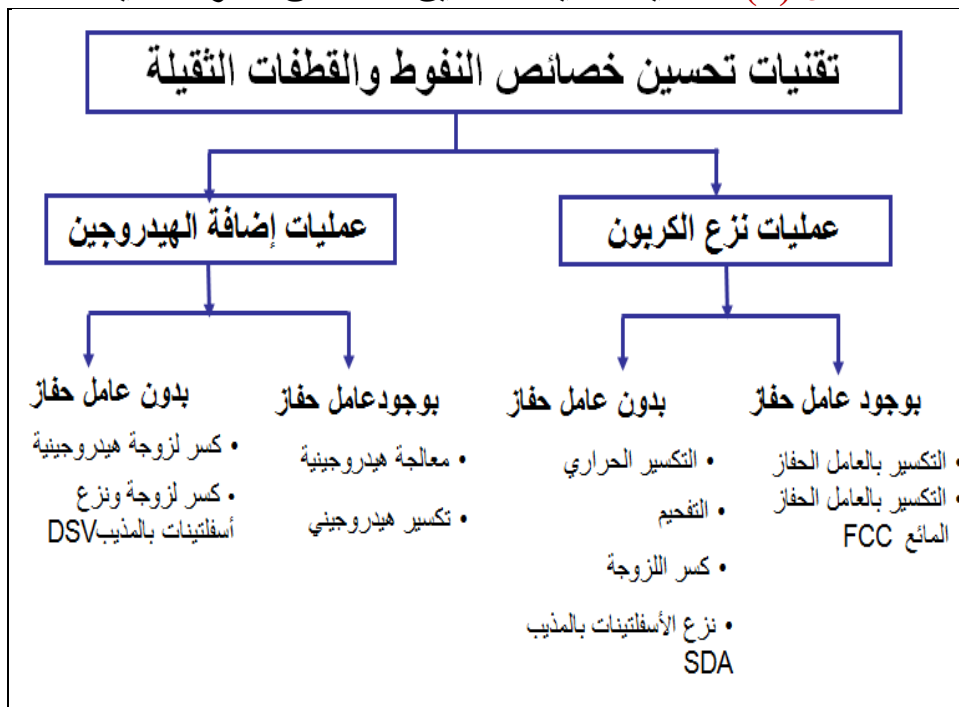 تقنيات تحسين خصائص النفوط والقطفات الثقيلة
عمليات نزع الكربون
عمليات إضافة الهيدروجين
بوجود عامل حفاز
• التكسير بالعامل الحفاز
• التكسير بالعامل الحفاز
المائع FCC
بدون عامل حفاز
• التكسير الحراري
• التفحيم
• كسر اللزوجة
• نزع الأسفلتينات بالمذيب
SDA
بوجودعامل حفاز
• معالجة هيدروجينية
• تكسير هيدروجيني
بدون عامل حفاز
• كسر لزوجة هيدروجينية
• كسر لزوجة ونزع
أسفلتينات بالمذيبDSV